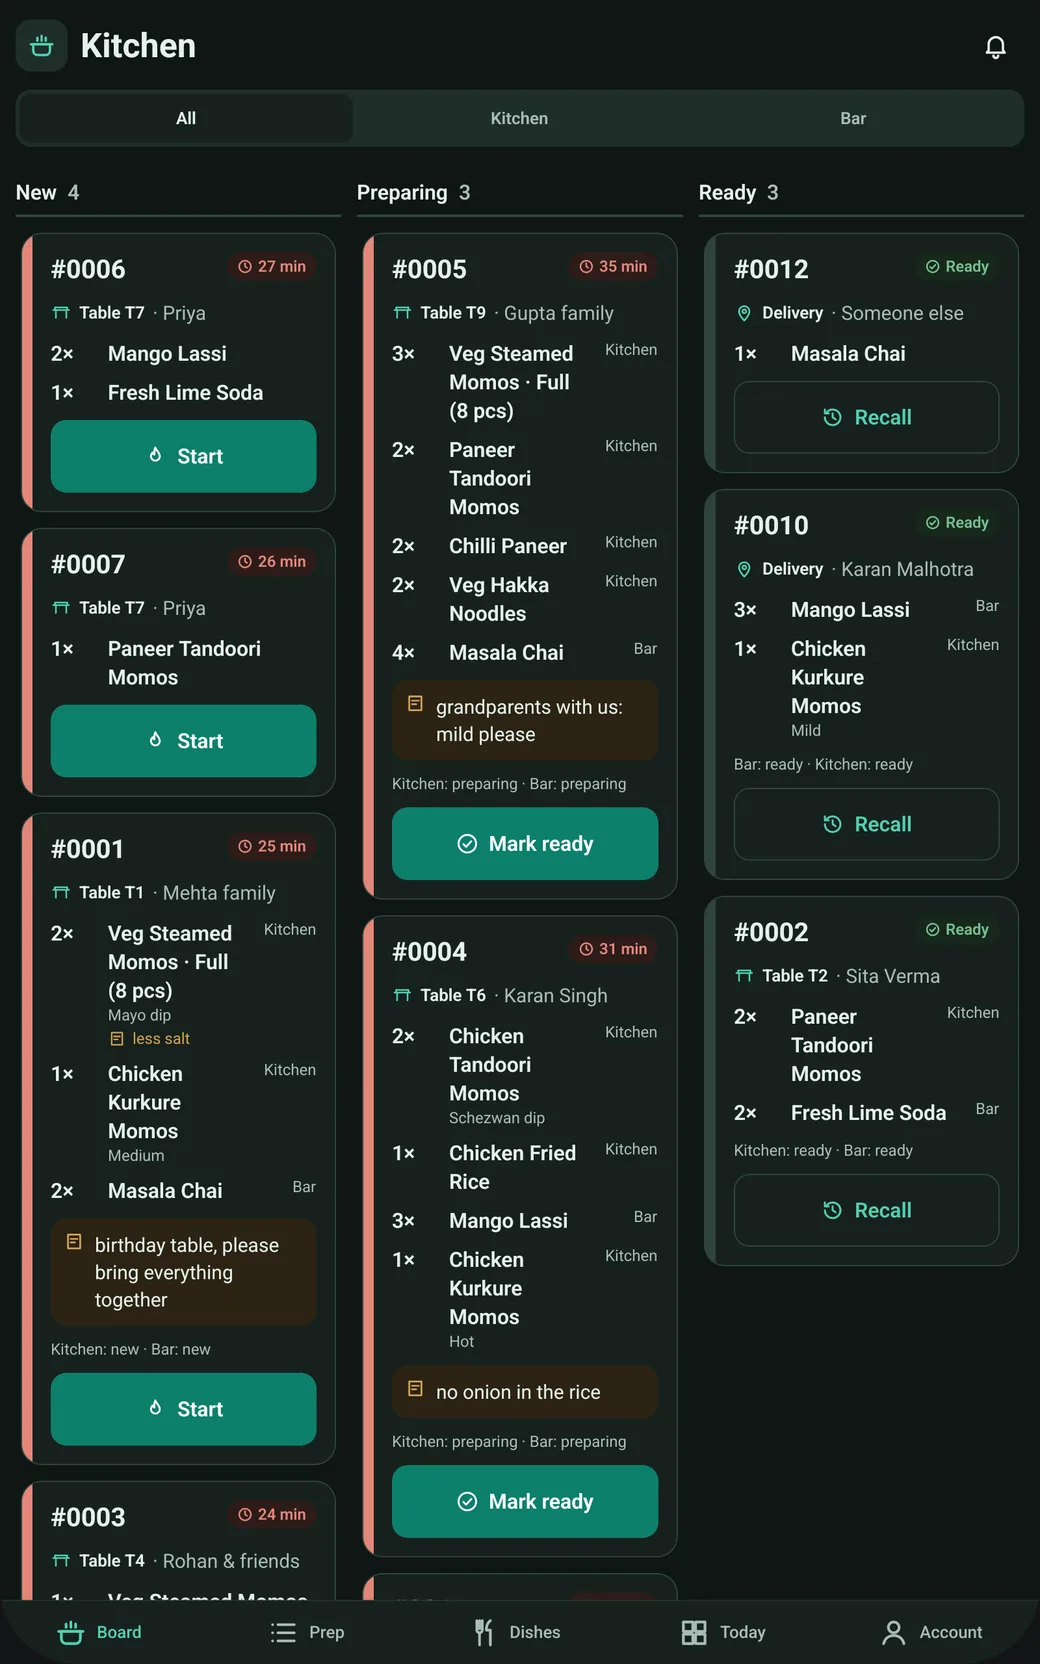 Kitchen
All
Kitchen
Bar
New 4
#0006
27 min
Table T7 · Priya
2× Mango Lassi
1× Fresh Lime Soda
Start
#0007
26 min
Table T7 · Priya
1× Paneer Tandoori
Momos
Start
#0001
25 min
Table T1 · Mehta family
2× Veg Steamed Kitchen
Momos · Full
(8 pcs)
Mayo dip
less salt
1× Chicken Kitchen
Kurkure
Momos
Medium
2× Masala Chai Bar
birthday table, please
bring everything
together
Kitchen: new · Bar: new
Start
#0003
24 min
Table T4 · Rohan & friends
1× Veg Steamed Momos
Preparing 3
#0005
35 min
Table T9 · Gupta family
3× Veg Steamed Kitchen
Momos · Full
(8 pcs)
2× Paneer Kitchen
Tandoori
Momos
2× Chilli Paneer Kitchen
2× Veg Hakka Kitchen
Noodles
4× Masala Chai Bar
grandparents with us:
mild please
Kitchen: preparing · Bar: preparing
Mark ready
#0004
31 min
Table T6 · Karan Singh
2× Chicken Kitchen
Tandoori
Momos
Schezwan dip
1× Chicken Fried Kitchen
Rice
3× Mango Lassi Bar
1× Chicken Kitchen
Kurkure
Momos
Hot
no onion in the rice
Kitchen: preparing · Bar: preparing
Mark ready
Ready 3
#0012
Ready
Delivery · Someone else
1× Masala Chai
Recall
#0010
Ready
Delivery · Karan Malhotra
3× Mango Lassi Bar
1× Chicken Kitchen
Kurkure
Momos
Mild
Bar: ready · Kitchen: ready
Recall
#0002
Ready
Table T2 · Sita Verma
2× Paneer Kitchen
Tandoori
Momos
2× Fresh Lime Soda Bar
Kitchen: ready · Bar: ready
Recall
Board
Prep
Dishes
Today
Account